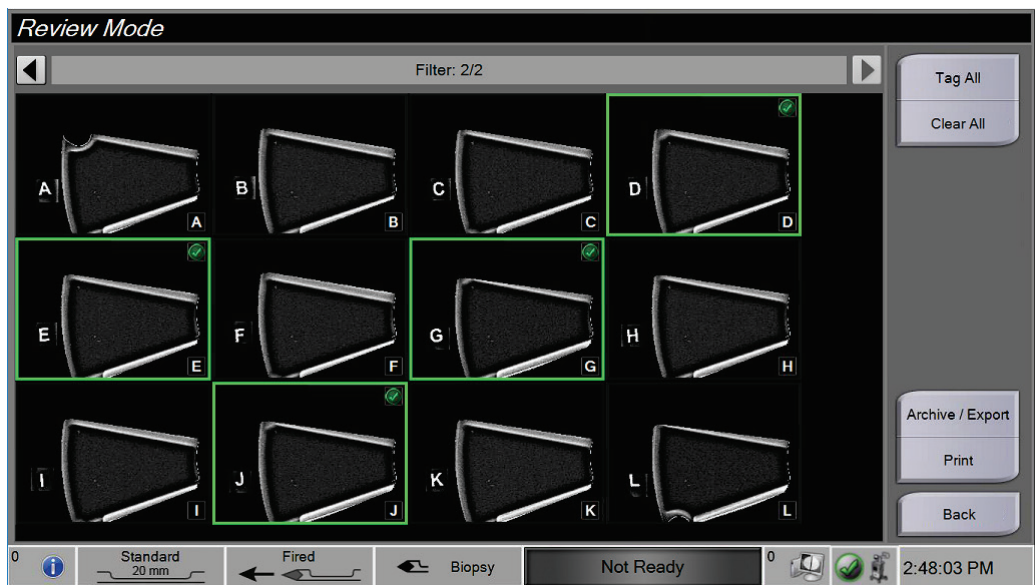 Review Mode
Filter: 2/2
Tag All
Clear All
A A B B C C D D
E E F F G G H H
I I J J K K L L
Archive / Export
Print
Back
0 Standard 20 mm Fired Biopsy Not Ready 0 2:48:03 PM